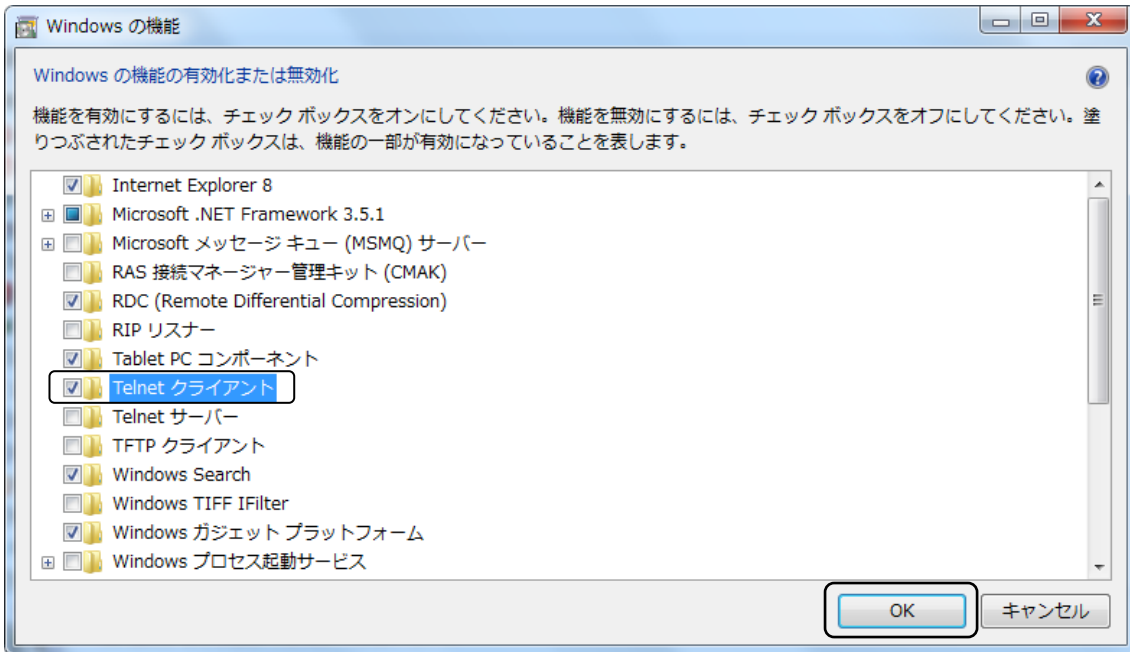 Windows の機能
Windows の機能の有効化または無効化
機能を有効にするには、チェック ボックスをオンにしてください。機能を無効にするには、チェック ボックスをオフにしてください。塗
りつぶされたチェック ボックスは、機能の一部が有効になっていることを表します。
Internet Explorer 8
Microsoft .NET Framework 3.5.1
Microsoft メッセージ キュー (MSMQ) サーバー
RAS 接続マネージャー管理キット (CMAK)
RDC (Remote Differential Compression)
RIP リスナー
Tablet PC コンポーネント
Telnet クライアント
Telnet サーバー
TFTP クライアント
Windows Search
Windows TIFF IFilter
Windows ガジェット プラットフォーム
Windows プロセス起動サービス
OK キャンセル